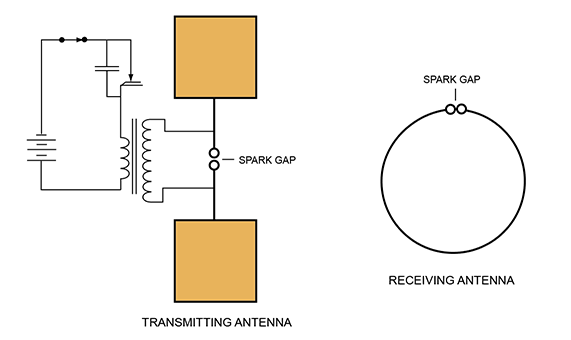 SPARK GAP
SPARK GAP
RECEIVING ANTENNA
TRANSMITTING ANTENNA